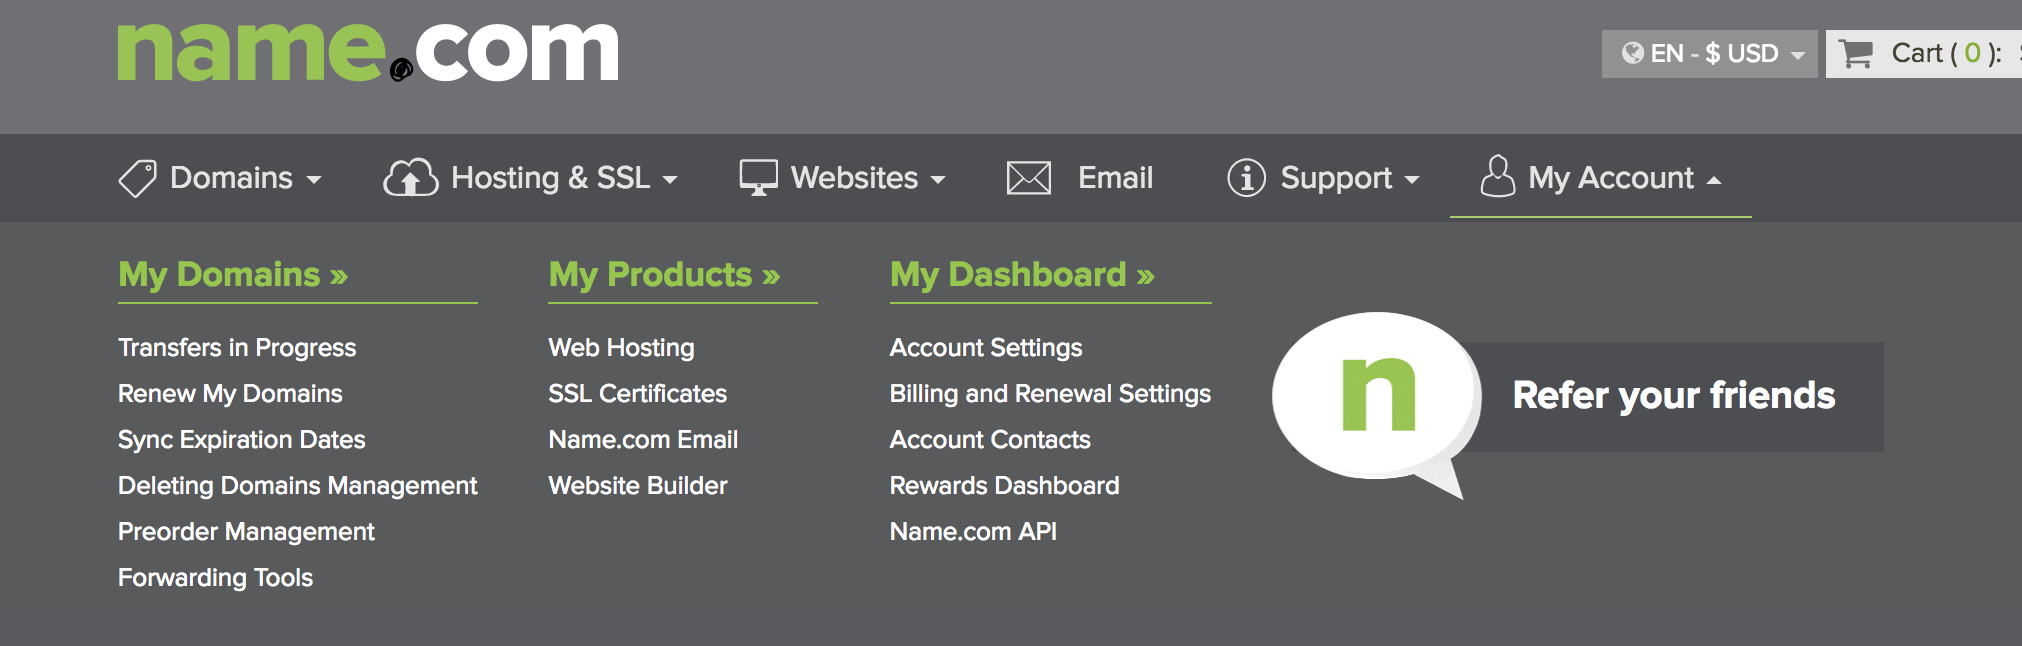 name.com
EN - $ USD
Cart ( 0 ):
Domains
Hosting & SSL
Websites
Email
Support
My Account
My Domains »
Transfers in Progress
Renew My Domains
Sync Expiration Dates
Deleting Domains Management
Preorder Management
Forwarding Tools
My Products »
Web Hosting
SSL Certificates
Name.com Email
Website Builder
My Dashboard »
Account Settings
Billing and Renewal Settings
Account Contacts
Rewards Dashboard
Name.com API
n
Refer your friends